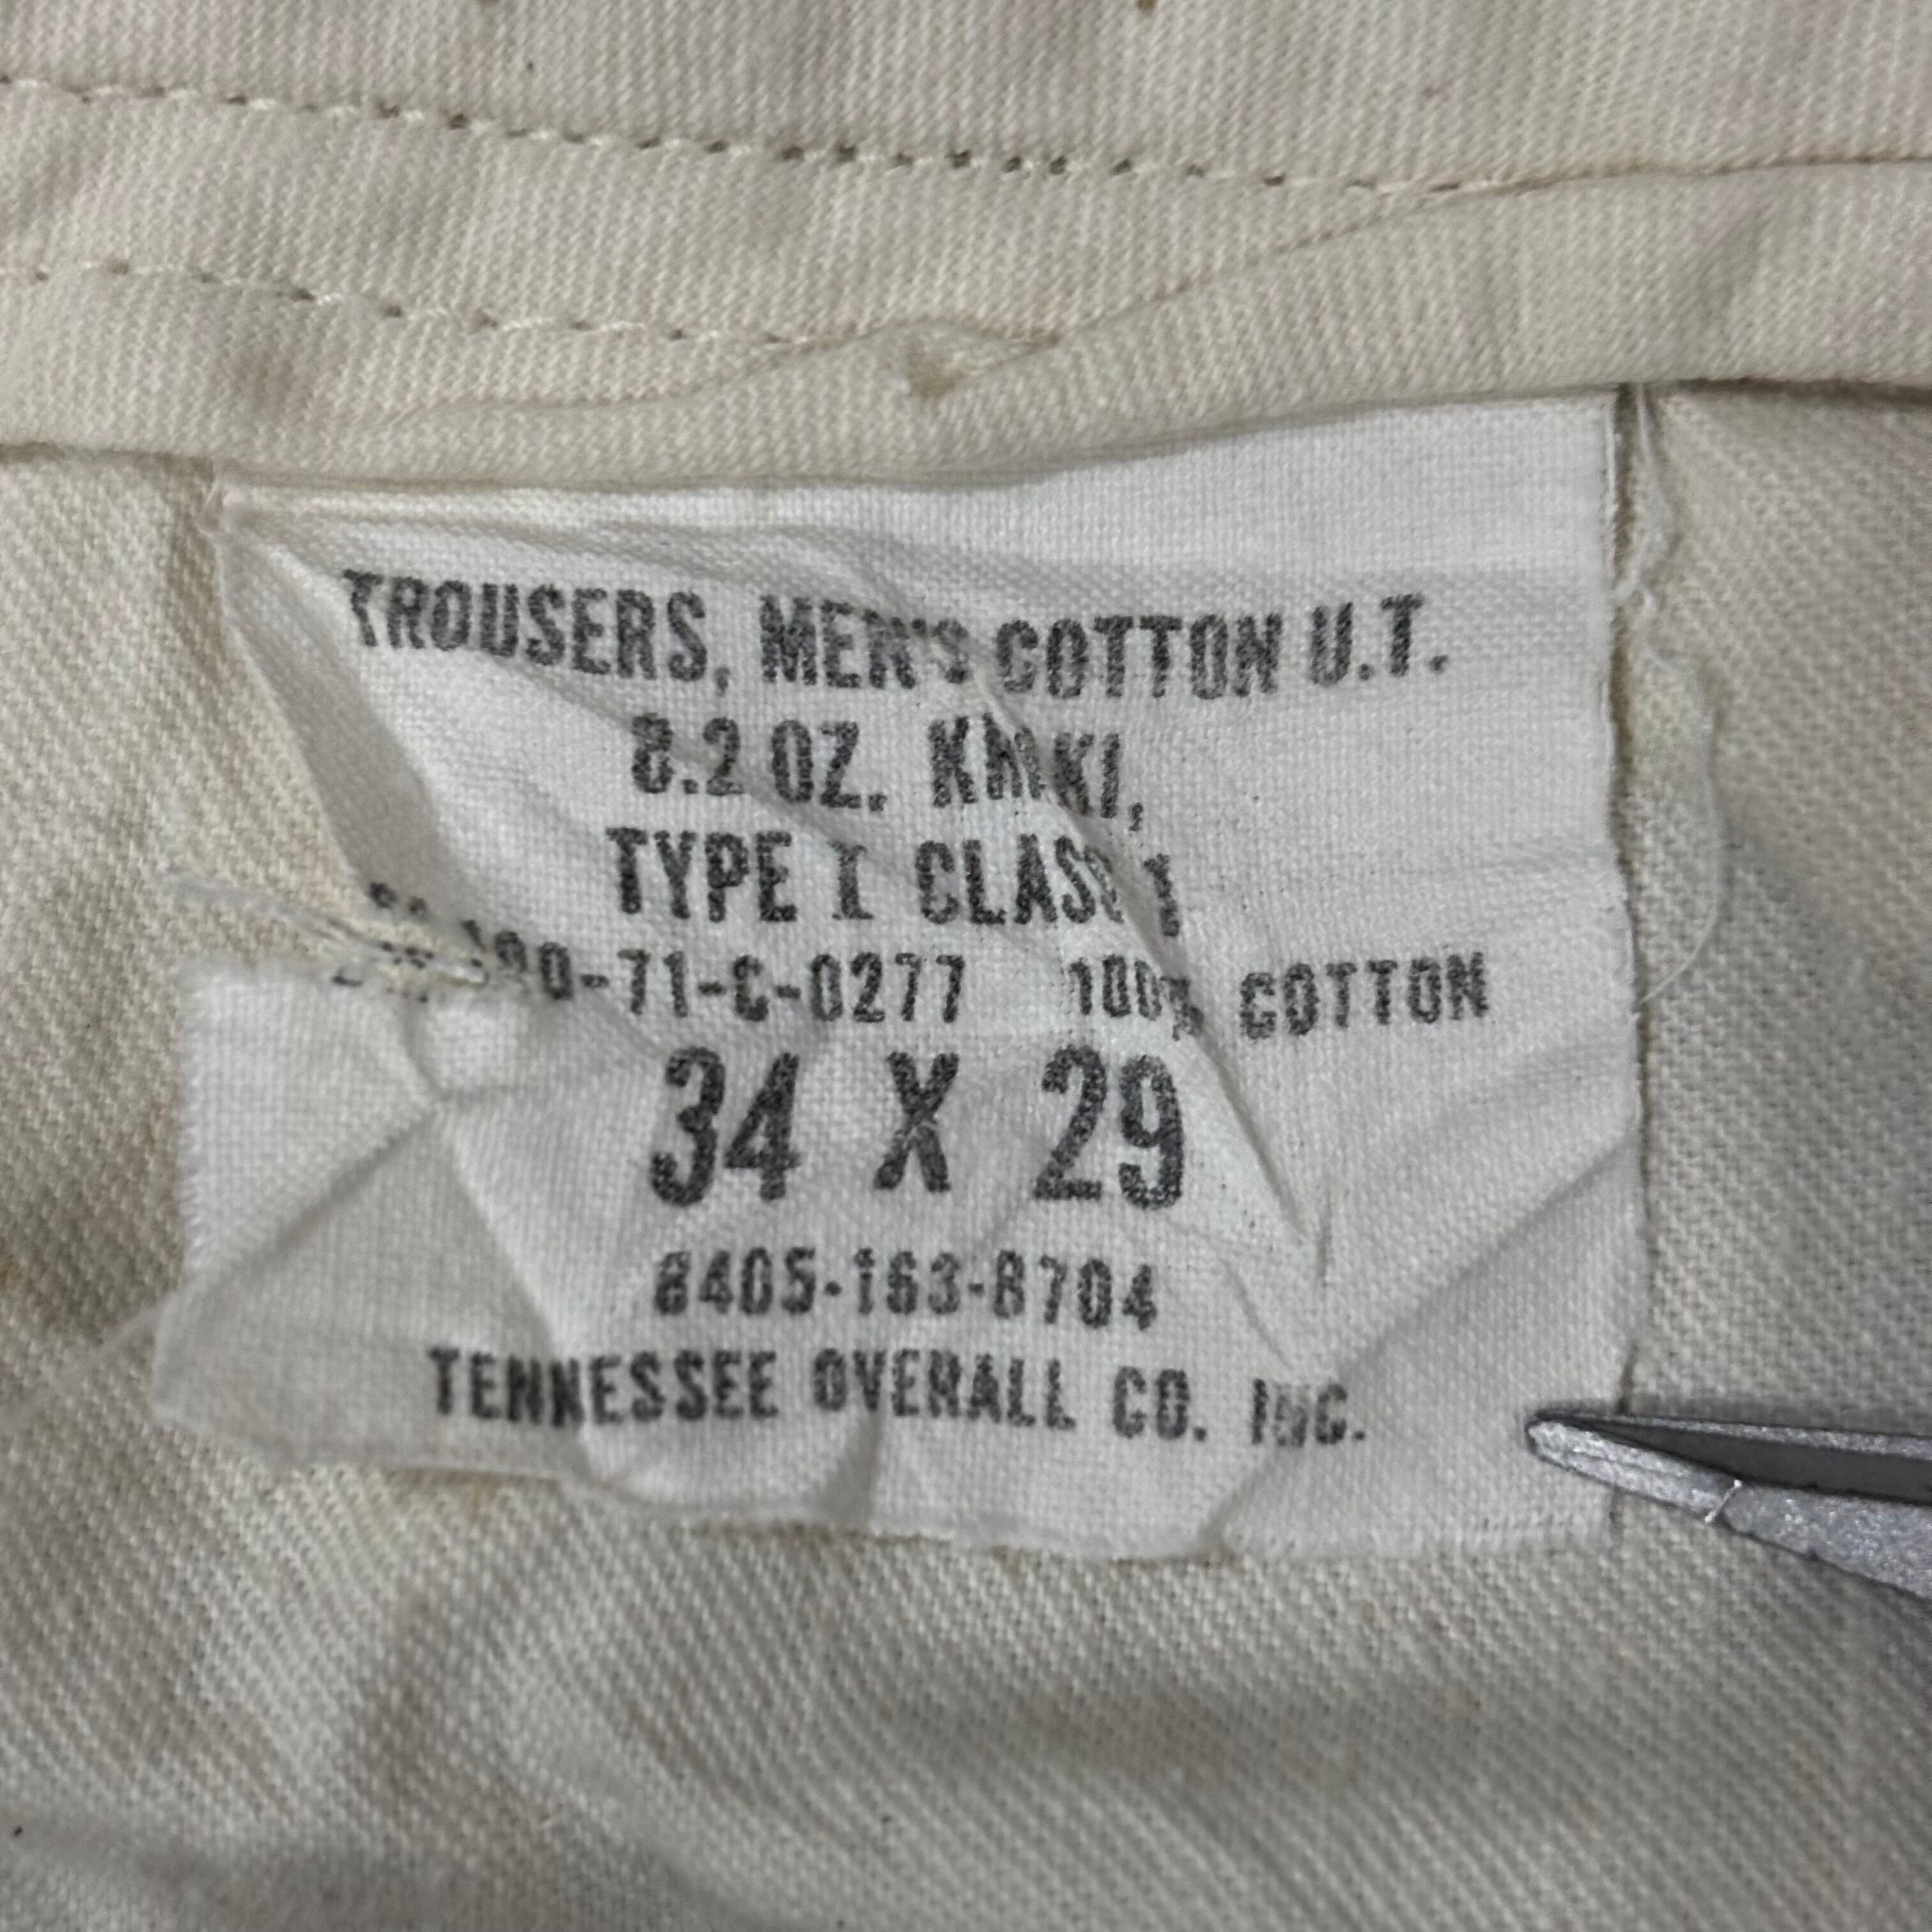 TROUSERS, MEN'S COTTON U.T.
8.2 OZ. KHAKI,
TYPE I CLASS 1
100-71-C-0277 100% COTTON
34 X 29
8405-163-8704
TENNESSEE OVERALL CO. INC.